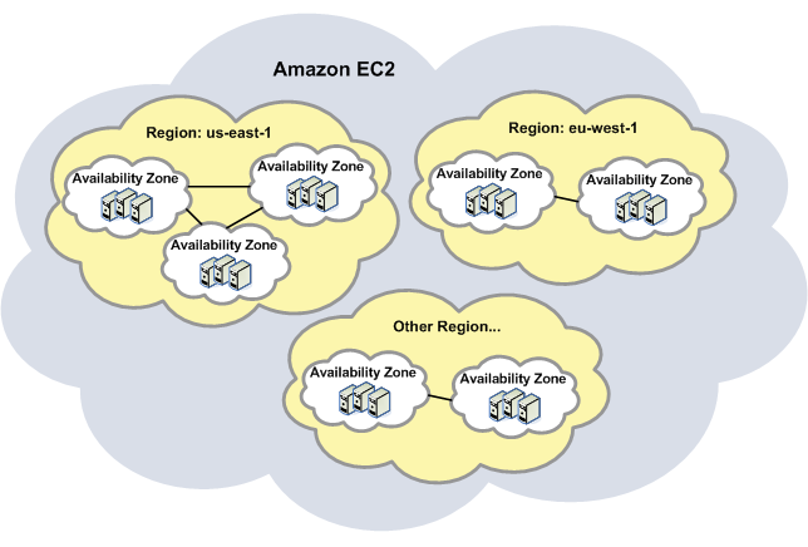 Amazon EC2
Region: us-east-1
Availability Zone
Availability Zone
Availability Zone
Region: eu-west-1
Availability Zone
Availability Zone
Other Region...
Availability Zone
Availability Zone